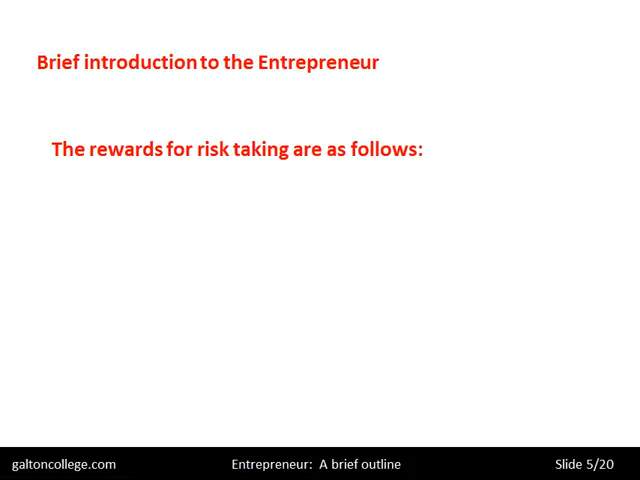 Brief introduction to the Entrepreneur
The rewards for risk taking are as follows:
galtoncollege.com Entrepreneur: A brief outline Slide 5/20